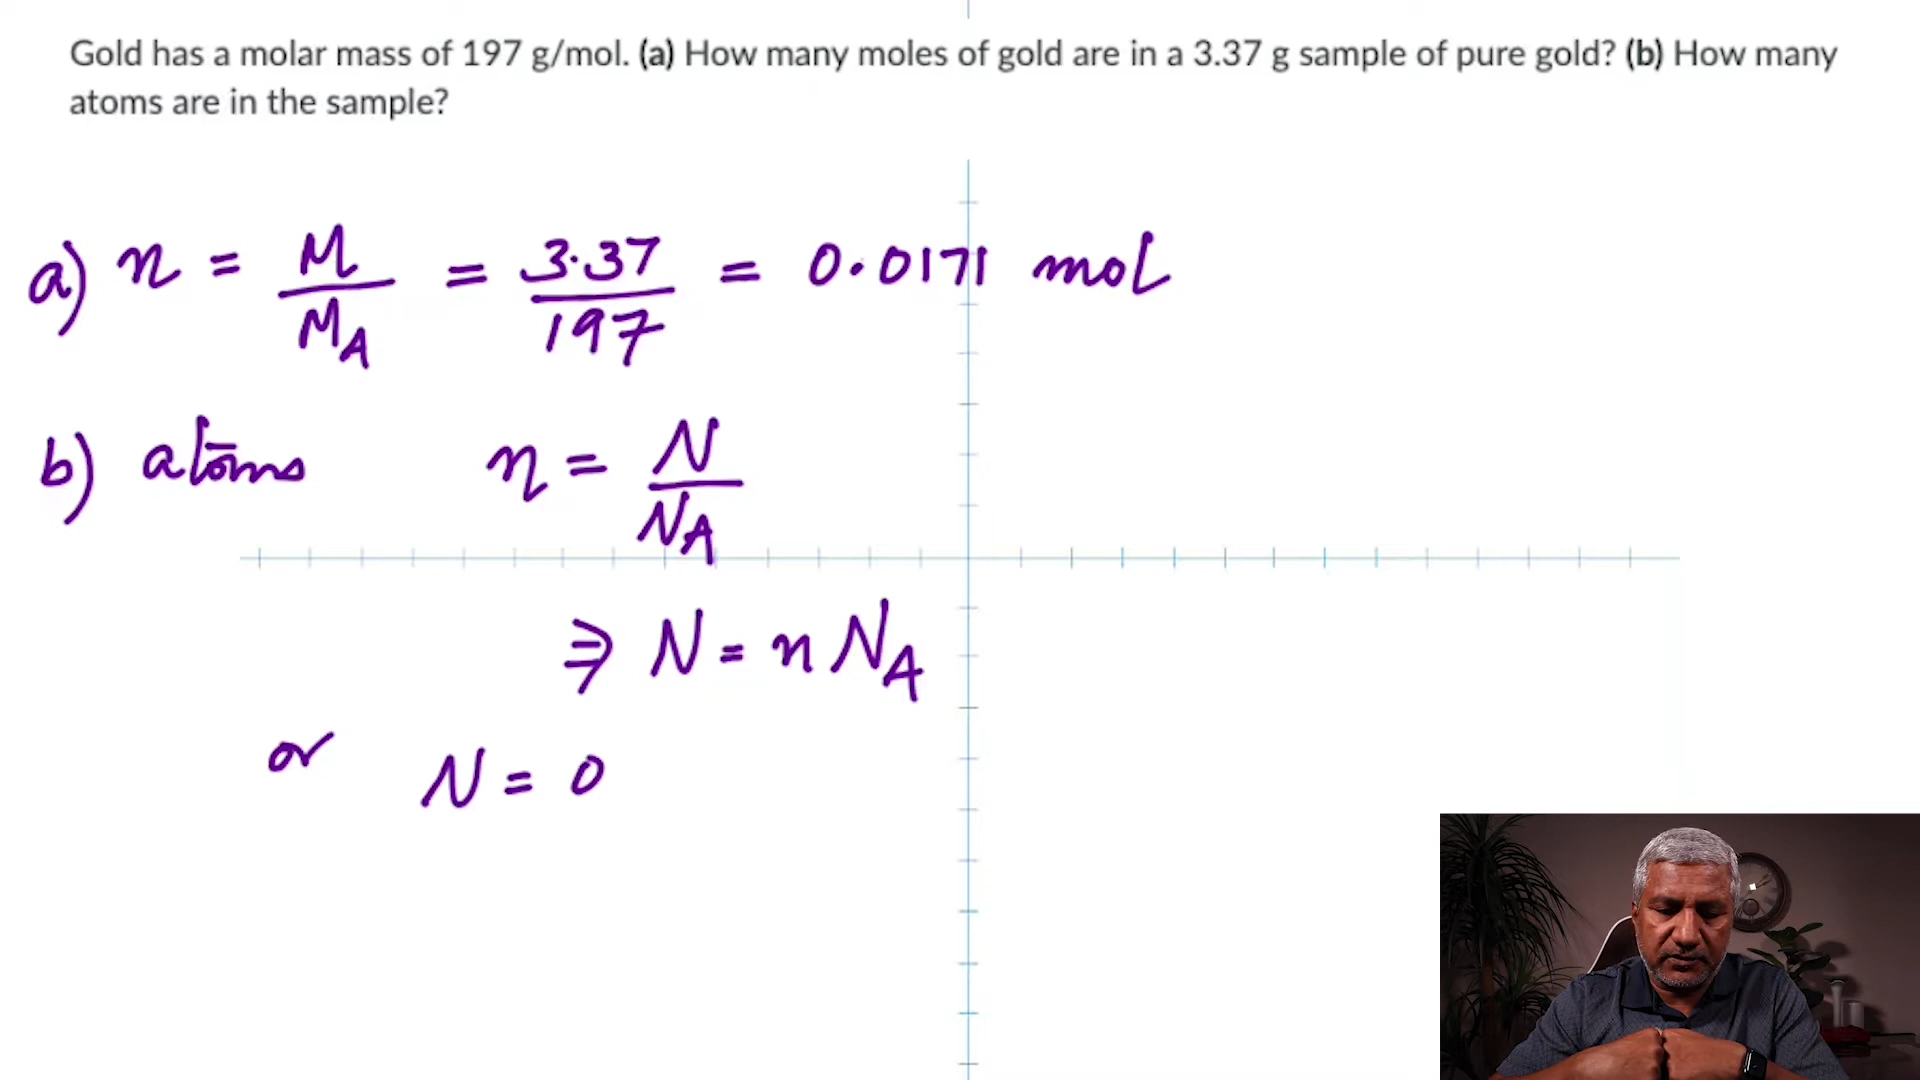 Gold has a molar mass of 197 g/mol. (a) How many moles of gold are in a 3.37 g sample of pure gold? (b) How many
atoms are in the sample?
a) n = M/M_A = 3.37/197 = 0.0171 mol
b) atoms n = N/N_A
⇒ N = n N_A
or N = 0